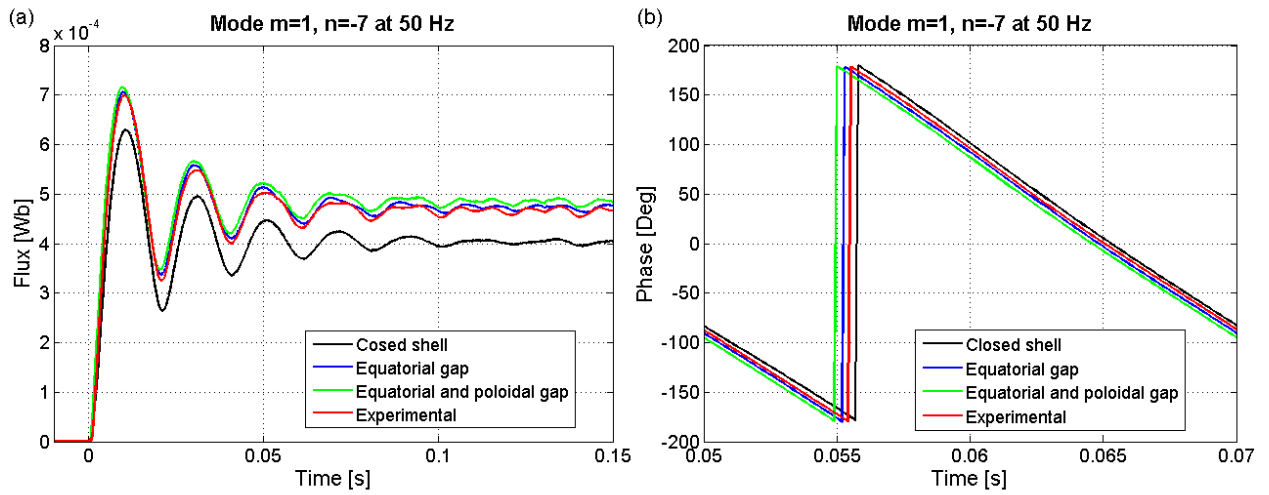 (a)
Mode m=1, n=-7 at 50 Hz
x 10^-4
8
7
6
5
4
3
2
1
0
Flux [Wb]
0
0.05
0.1
0.15
Time [s]
Cosed shell
Equatorial gap
Equatorial and poloidal gap
Experimental
(b)
Mode m=1, n=-7 at 50 Hz
200
150
100
50
0
-50
-100
-150
-200
Phase [Deg]
0.05
0.055
0.06
0.065
0.07
Time [s]
Closed shell
Equatorial gap
Equatorial and poloidal gap
Experimental